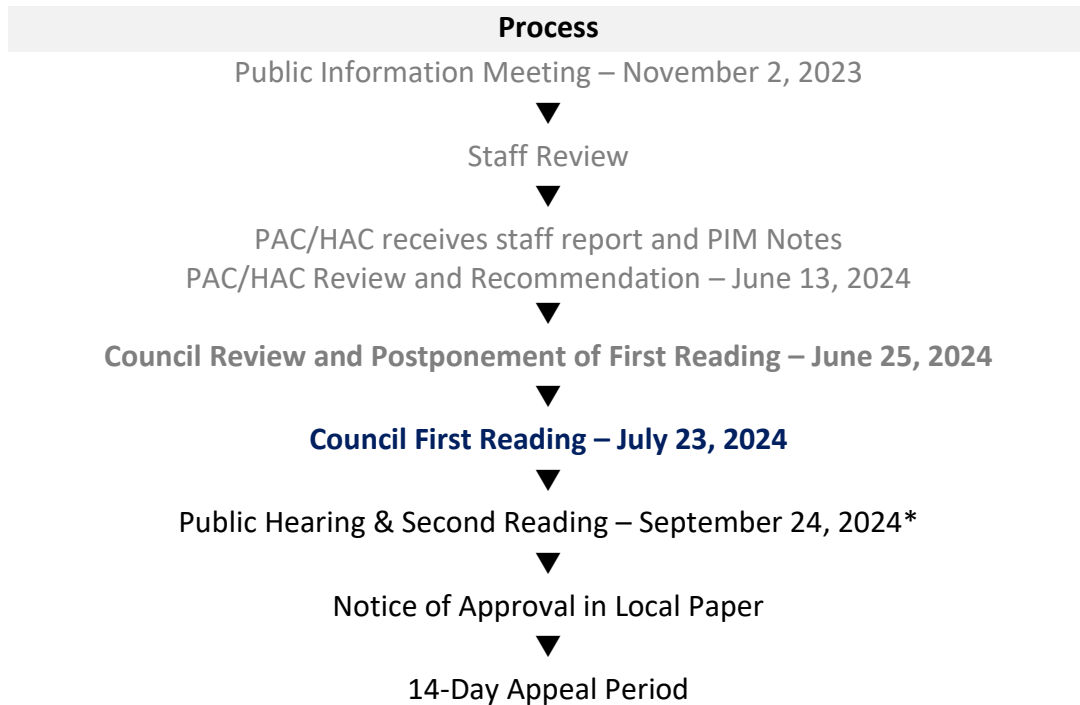 Process
Public Information Meeting – November 2, 2023
Staff Review
PAC/HAC receives staff report and PIM Notes
PAC/HAC Review and Recommendation – June 13, 2024
Council Review and Postponement of First Reading – June 25, 2024
Council First Reading – July 23, 2024
Public Hearing & Second Reading – September 24, 2024*
Notice of Approval in Local Paper
14-Day Appeal Period